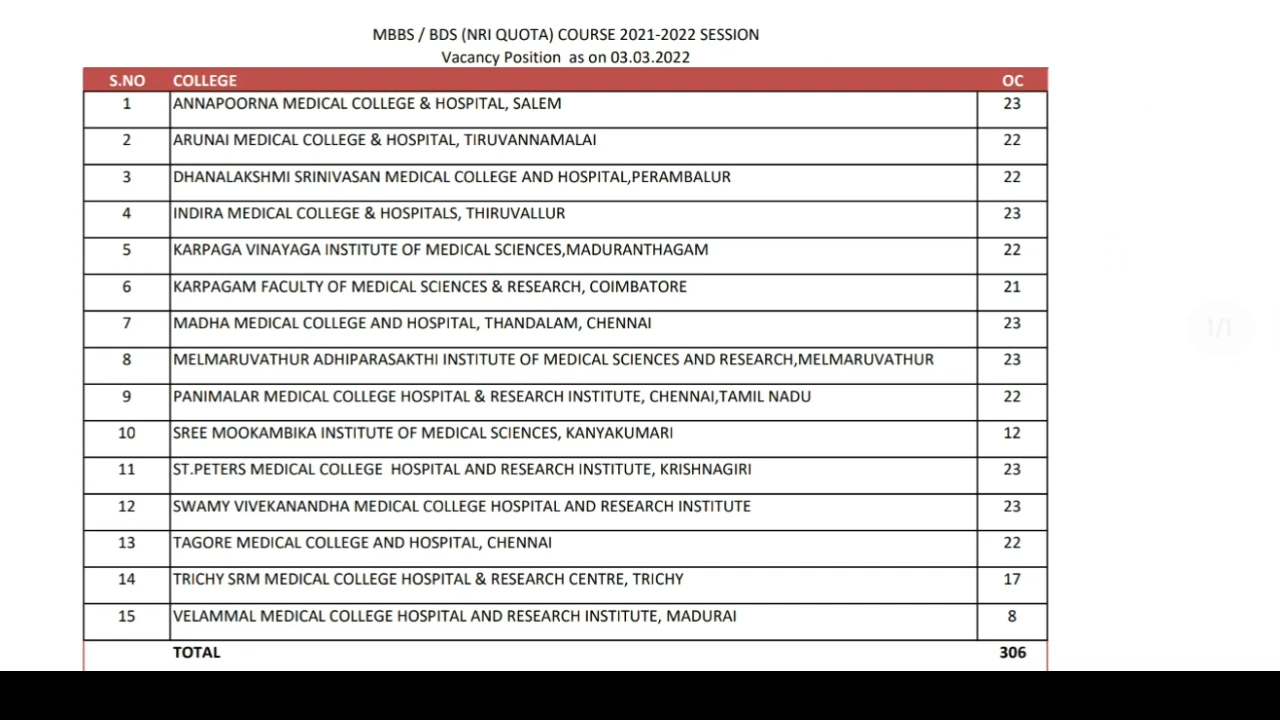 MBBS / BDS (NRI QUOTA) COURSE 2021-2022 SESSION
Vacancy Position as on 03.03.2022
S.NO COLLEGE OC
1 ANNAPOORNA MEDICAL COLLEGE & HOSPITAL, SALEM 23
2 ARUNAI MEDICAL COLLEGE & HOSPITAL, TIRUVANNAMALAI 22
3 DHANALAKSHMI SRINIVASAN MEDICAL COLLEGE AND HOSPITAL,PERAMBALUR 22
4 INDIRA MEDICAL COLLEGE & HOSPITALS, THIRUVALLUR 23
5 KARPAGA VINAYAGA INSTITUTE OF MEDICAL SCIENCES,MADURANTHAGAM 22
6 KARPAGAM FACULTY OF MEDICAL SCIENCES & RESEARCH, COIMBATORE 21
7 MADHA MEDICAL COLLEGE AND HOSPITAL, THANDALAM, CHENNAI 23
8 MELMARUVATHUR ADHIPARASAKTHI INSTITUTE OF MEDICAL SCIENCES AND RESEARCH,MELMARUVATHUR 23
9 PANIMALAR MEDICAL COLLEGE HOSPITAL & RESEARCH INSTITUTE, CHENNAI,TAMIL NADU 22
10 SREE MOOKAMBIKA INSTITUTE OF MEDICAL SCIENCES, KANYAKUMARI 12
11 ST.PETERS MEDICAL COLLEGE HOSPITAL AND RESEARCH INSTITUTE, KRISHNAGIRI 23
12 SWAMY VIVEKANANDHA MEDICAL COLLEGE HOSPITAL AND RESEARCH INSTITUTE 23
13 TAGORE MEDICAL COLLEGE AND HOSPITAL, CHENNAI 22
14 TRICHY SRM MEDICAL COLLEGE HOSPITAL & RESEARCH CENTRE, TRICHY 17
15 VELAMMAL MEDICAL COLLEGE HOSPITAL AND RESEARCH INSTITUTE, MADURAI 8
TOTAL 306
1/1